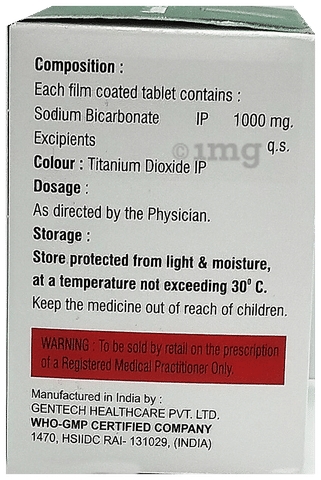 Composition :
Each film coated tablet contains :
Sodium Bicarbonate IP 1000 mg.
Excipients q.s.
Colour : Titanium Dioxide IP
Dosage :
As directed by the Physician.
Storage :
Store protected from light & moisture,
at a temperature not exceeding 30⁰ C.
Keep the medicine out of reach of children.
WARNING : To be sold by retail on the prescription
of a Registered Medical Practitioner Only.
Manufactured in India by :
GENTECH HEALTHCARE PVT. LTD.
WHO-GMP CERTIFIED COMPANY
1470, HSIIDC RAI- 131029, (INDIA)
©1mg